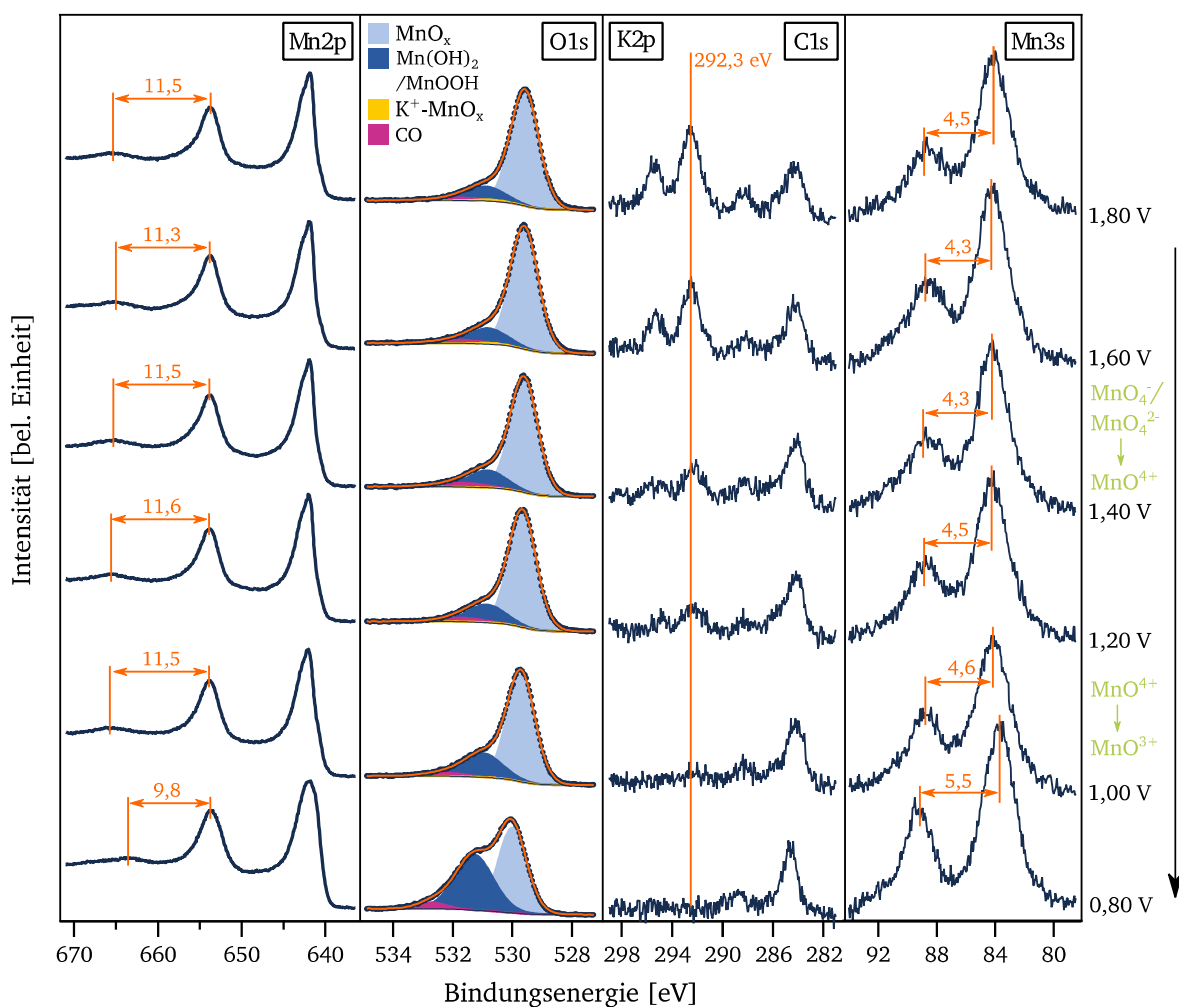 Mn2p
MnOₓ
Mn(OH)₂
/MnOOH
K⁺-MnOₓ
CO
O1s
K2p
C1s
292,3 eV
Mn3s
11,5
4,5
1,80 V
11,3
4,3
1,60 V
11,5
4,3
MnO₄⁻/
MnO₄²⁻
↓
MnO⁴⁺
1,40 V
11,6
4,5
1,20 V
11,5
4,6
MnO⁴⁺
↓
MnO³⁺
1,00 V
9,8
5,5
0,80 V
Intensität [bel. Einheit]
670 660 650 640
534 532 530 528
298 294 290 286 282
92 88 84 80
Bindungsenergie [eV]